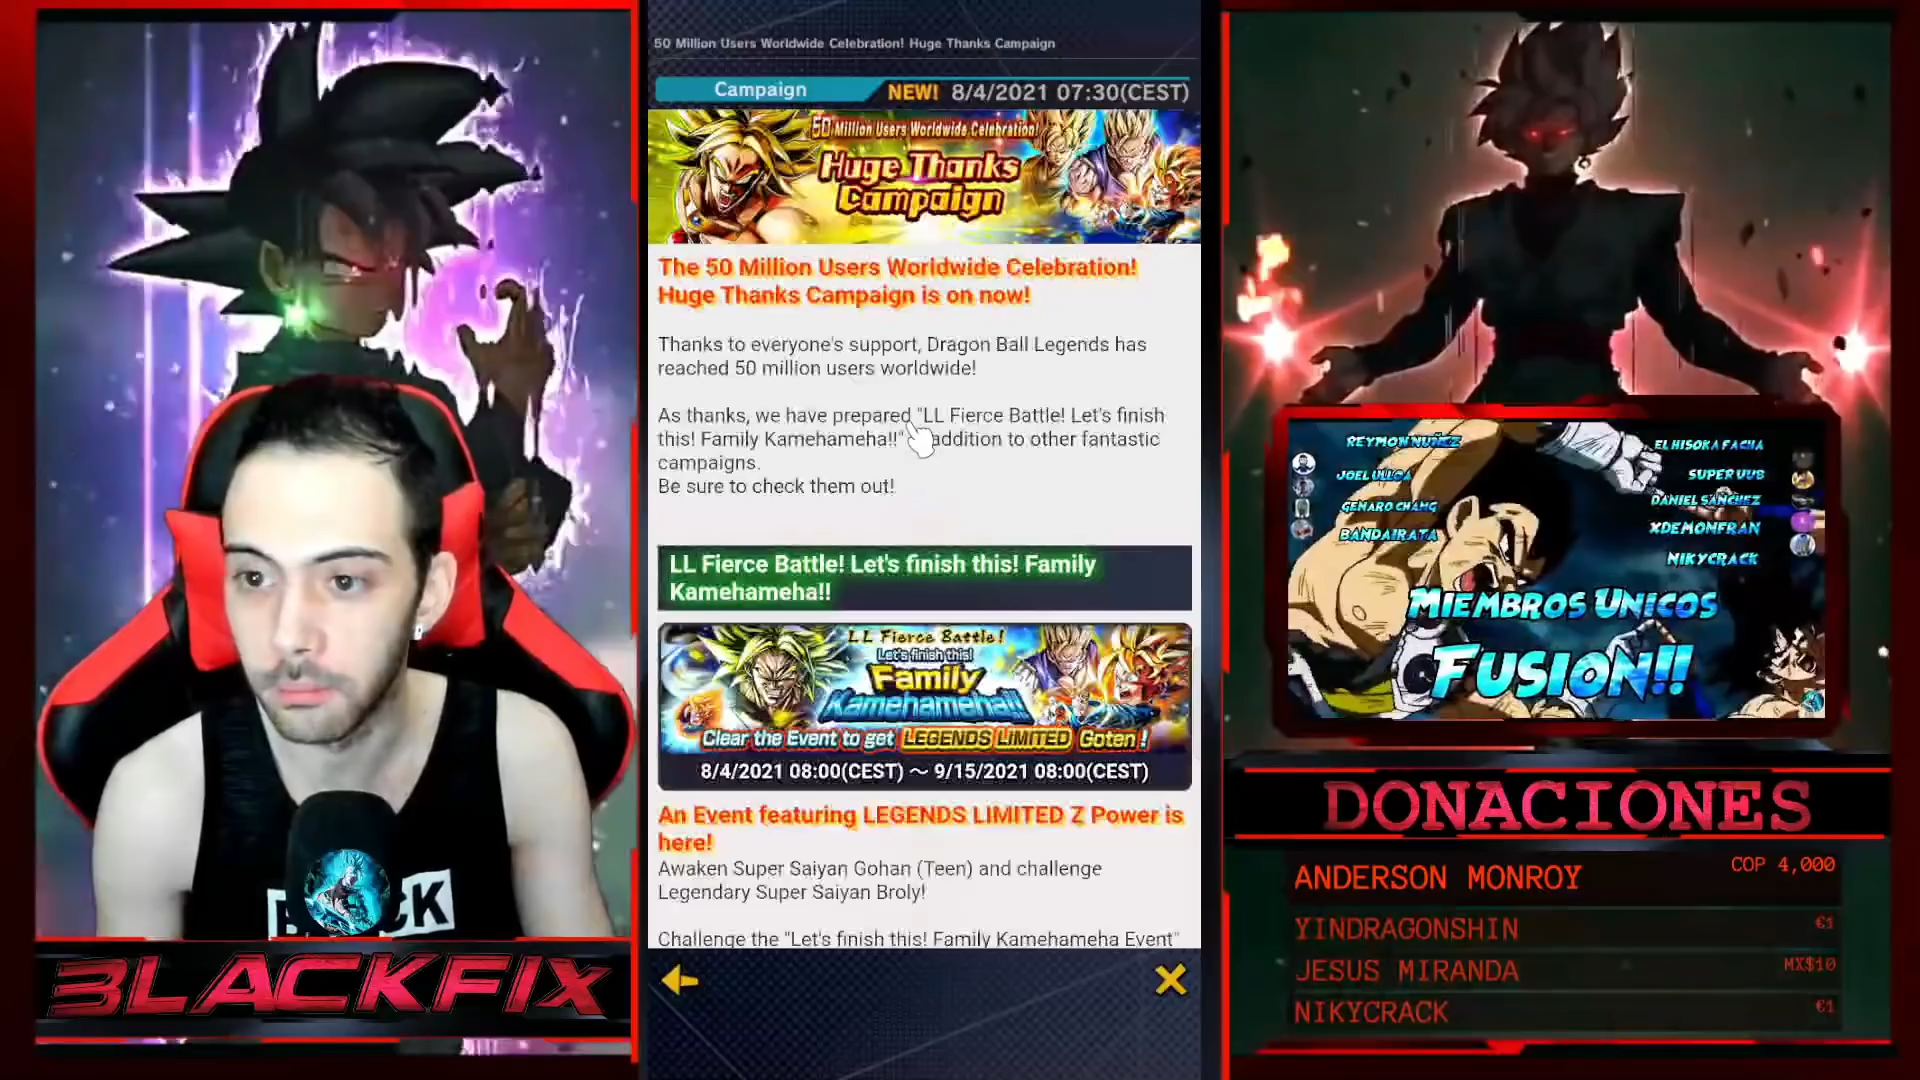 50 Million Users Worldwide Celebration! Huge Thanks Campaign
Campaign
NEW! 8/4/2021 07:30(CEST)
50 Million Users Worldwide Celebration!
Huge Thanks
Campaign
The 50 Million Users Worldwide Celebration!
Huge Thanks Campaign is on now!
Thanks to everyone's support, Dragon Ball Legends has
reached 50 million users worldwide!
As thanks, we have prepared "LL Fierce Battle! Let's finish
this! Family Kamehameha!!" addition to other fantastic
campaigns.
Be sure to check them out!
LL Fierce Battle! Let's finish this! Family
Kamehameha!!
LL Fierce Battle!
Let's finish this!
Family
Kamehameha!!
Clear the Event to get LEGENDS LIMITED Goten!
8/4/2021 08:00(CEST) ～ 9/15/2021 08:00(CEST)
An Event featuring LEGENDS LIMITED Z Power is
here!
Awaken Super Saiyan Gohan (Teen) and challenge
Legendary Super Saiyan Broly!
Challenge the "Let's finish this! Family Kamehameha Event"
CK
BLACKFIX
REYMON NUÑEZ
JOEL ULLOA
GENARO CHANG
BANDAIRATA
EL HISOKA FACHA
SUPER UUB
DANIEL SANCHEZ
XDEMONFRAN
NIKYCRACK
MIEMBROS UNICOS
FUSION!!
DONACIONES
ANDERSON MONROY COP 4,000
YINDRAGONSHIN €1
JESUS MIRANDA MX$10
NIKYCRACK €1